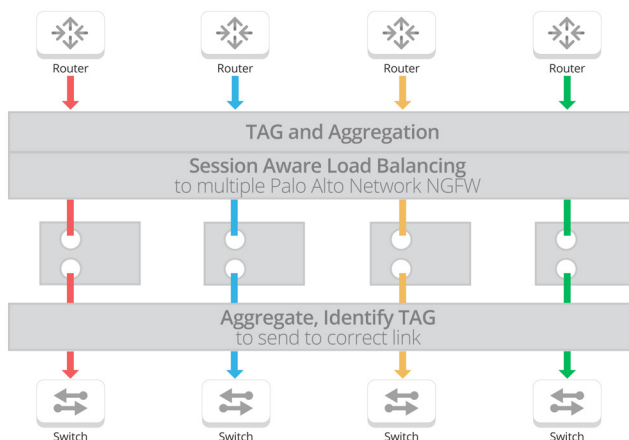 Router Router Router Router
TAG and Aggregation
Session Aware Load Balancing
to multiple Palo Alto Network NGFW
Aggregate, Identify TAG
to send to correct link
Switch Switch Switch Switch